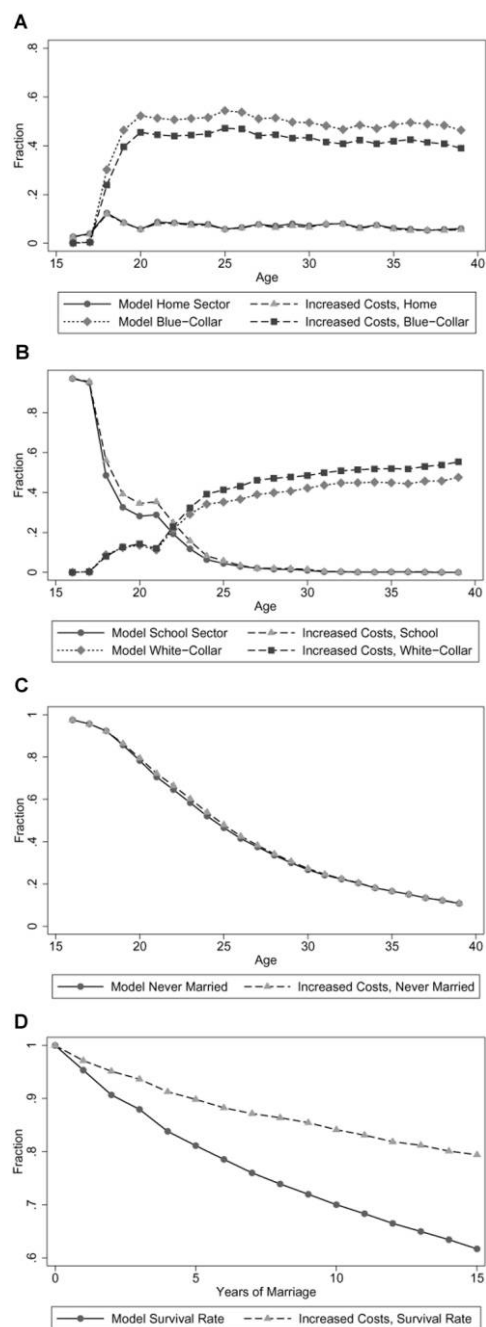 A
Fraction
.8
.6
.4
.2
0
15 20 25 30 35 40
Age
Model Home Sector Increased Costs, Home
Model Blue-Collar Increased Costs, Blue-Collar
B
Fraction
.8
.6
.4
.2
0
15 20 25 30 35 40
Age
Model School Sector Increased Costs, School
Model White-Collar Increased Costs, White-Collar
C
Fraction
1
.8
.6
.4
.2
0
15 20 25 30 35 40
Age
Model Never Married Increased Costs, Never Married
D
Fraction
1
.9
.8
.7
.6
0 5 10 15
Years of Marriage
Model Survival Rate Increased Costs, Survival Rate